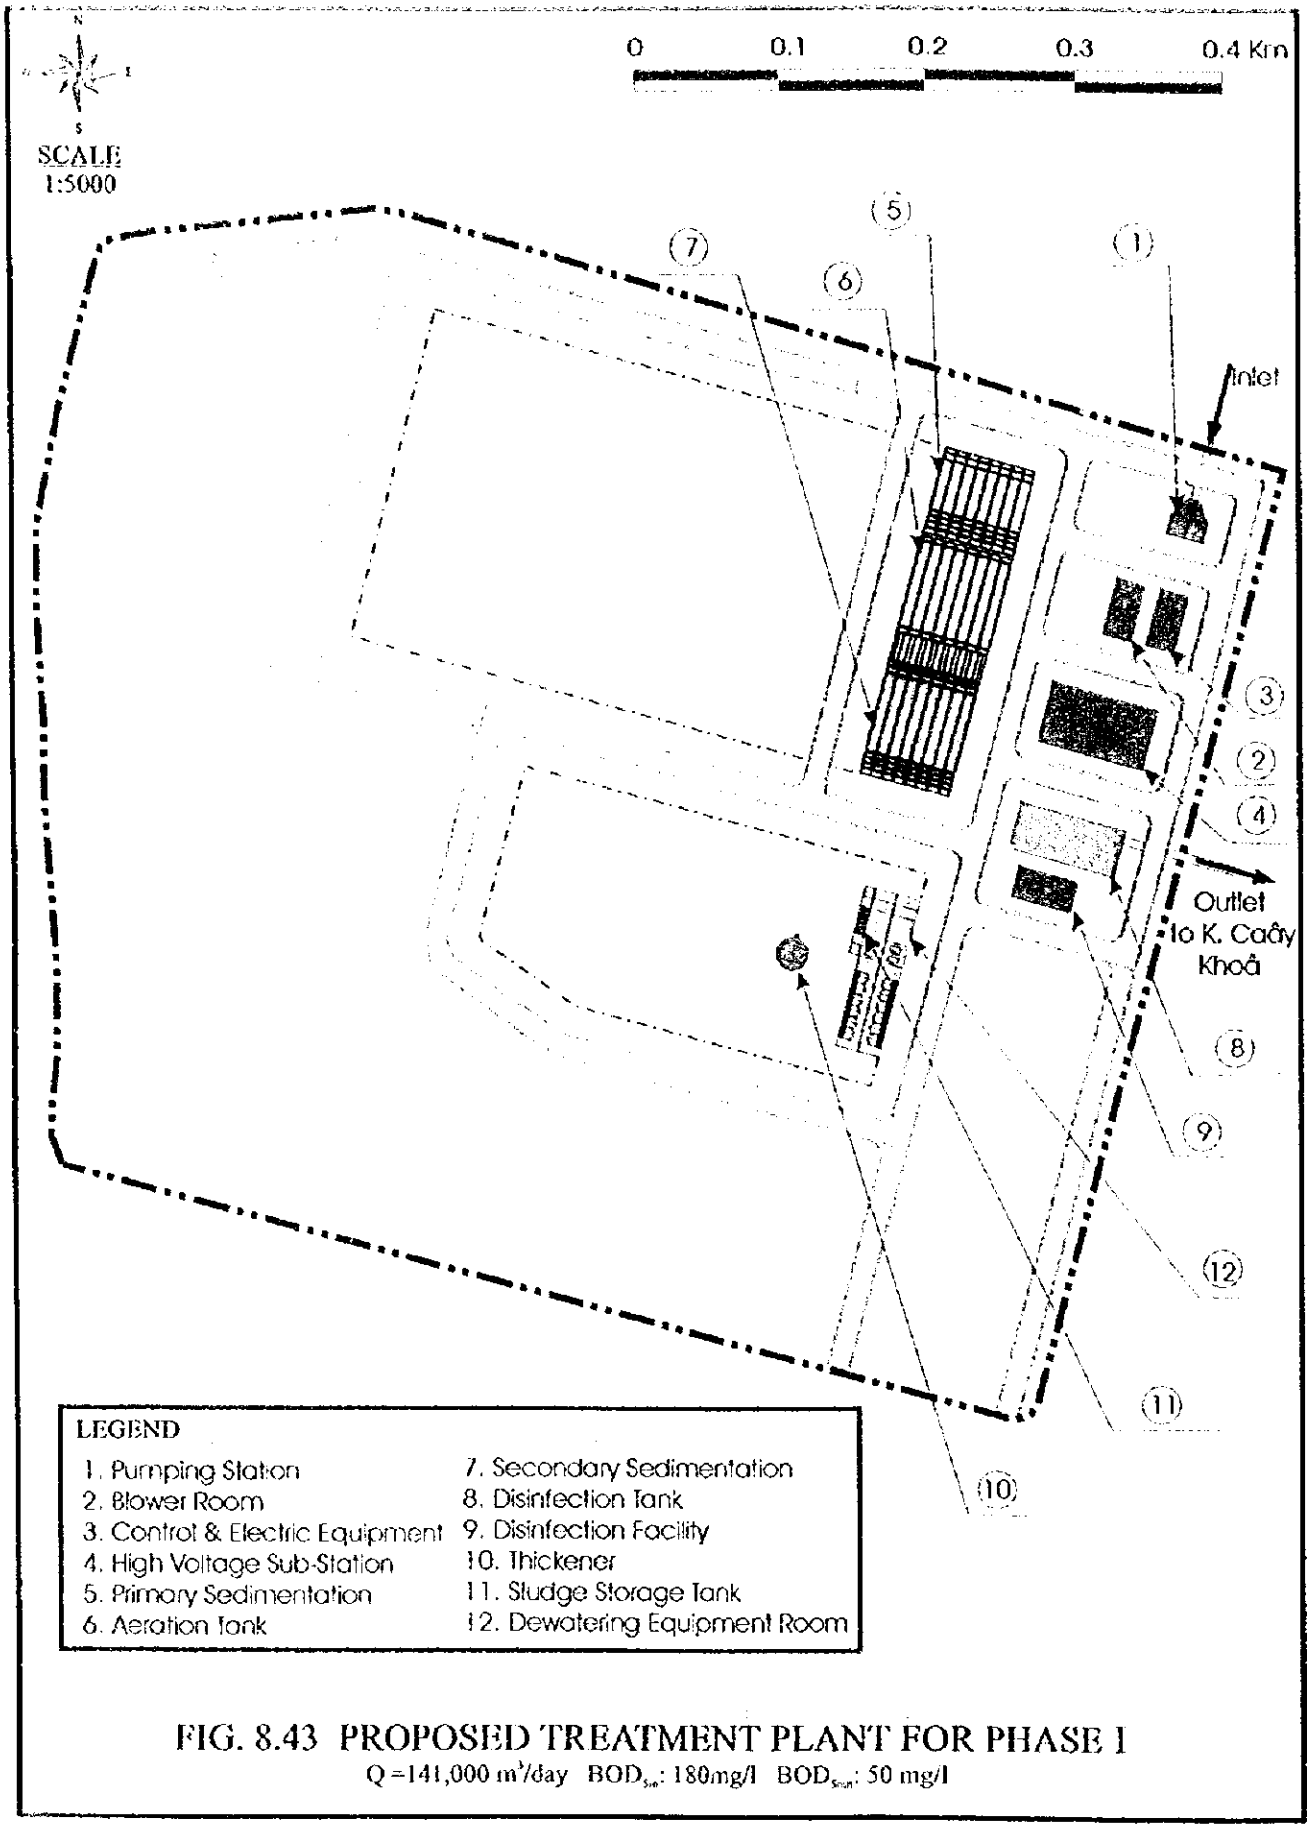 N
S
SCALE
1:5000
0 0.1 0.2 0.3 0.4 Km
5
1
7
6
Inlet
3
2
4
Outlet
to K. Caây
Khoâ
8
9
12
11
10
LEGEND
1. Pumping Station
2. Blower Room
3. Control & Electric Equipment
4. High Voltage Sub-Station
5. Primary Sedimentation
6. Aeration Tank
7. Secondary Sedimentation
8. Disinfection Tank
9. Disinfection Facility
10. Thickener
11. Sludge Storage Tank
12. Dewatering Equipment Room
FIG. 8.43 PROPOSED TREATMENT PLANT FOR PHASE I
Q =141,000 m³/day BOD: 180mg/l BOD: 50 mg/l